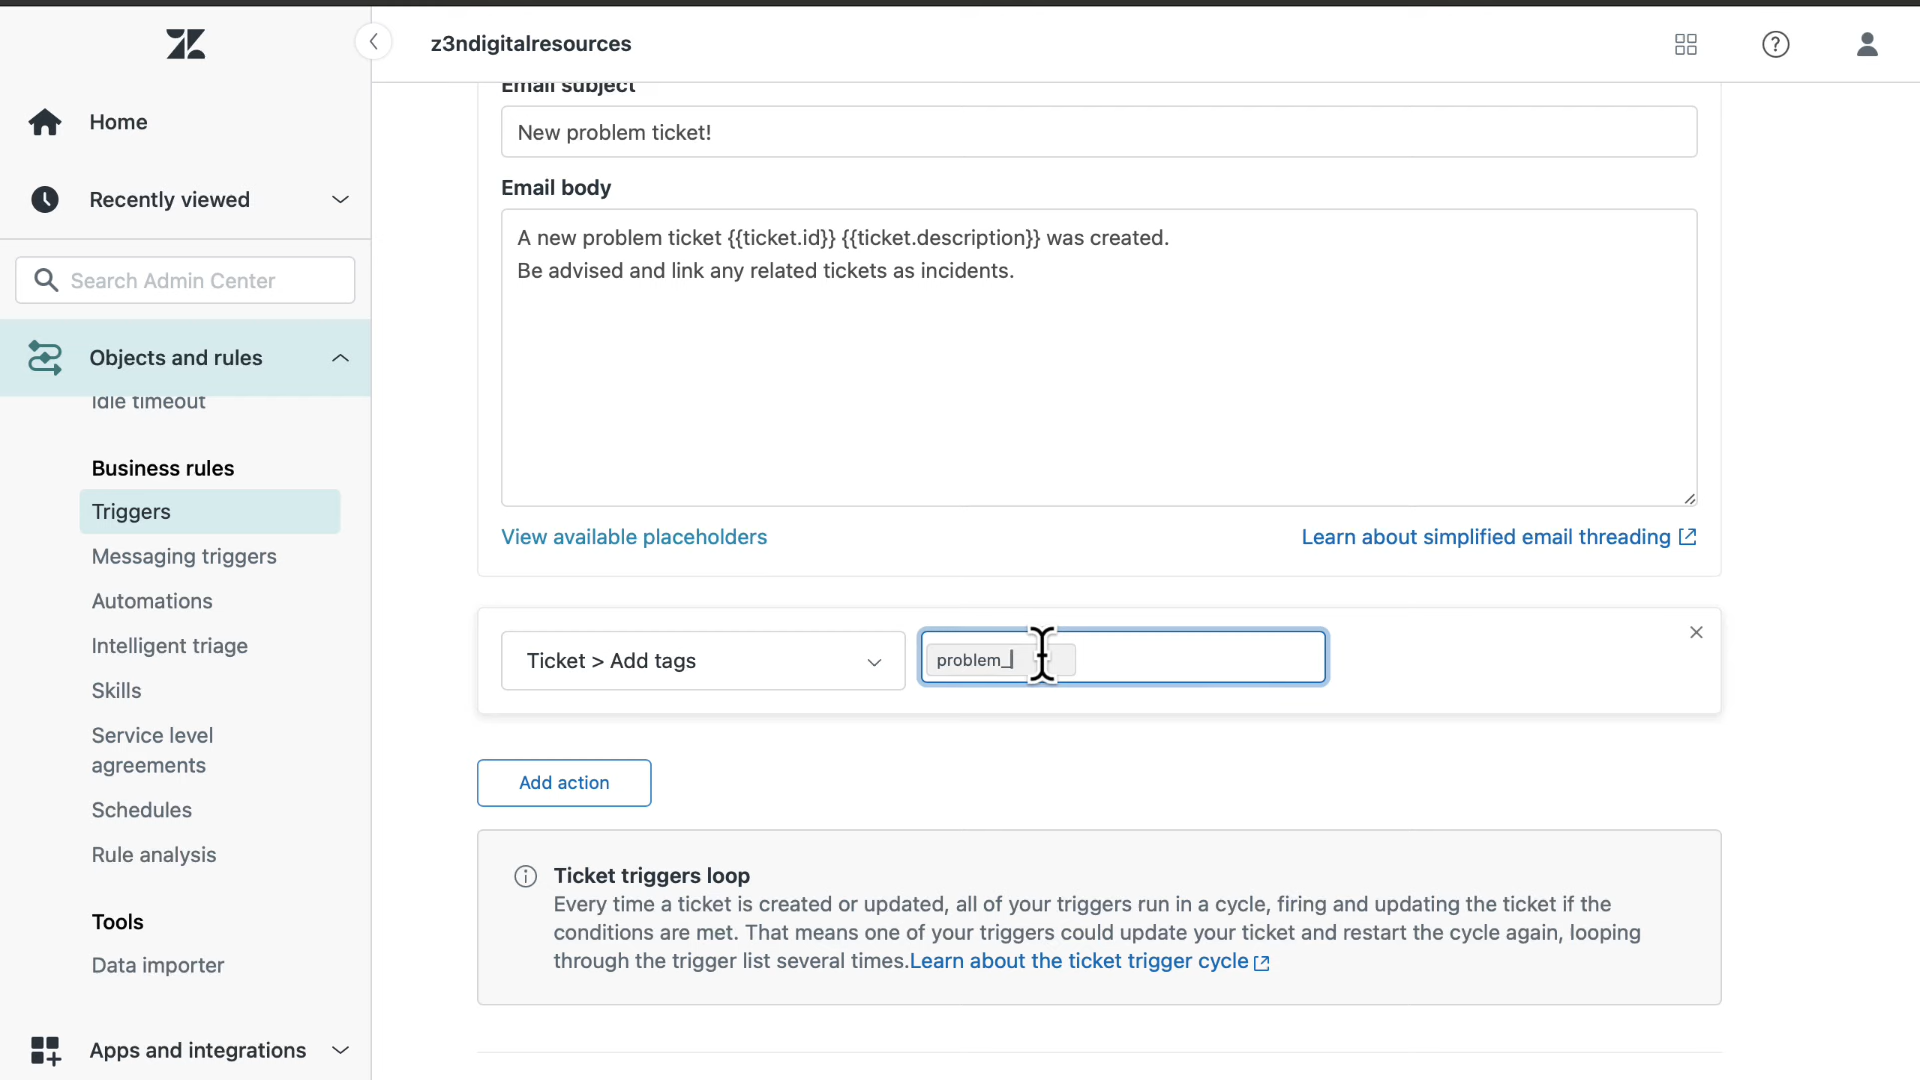 z3ndigitalresources
Home
Recently viewed
Search Admin Center
Objects and rules
Idle timeout
Business rules
Triggers
Messaging triggers
Automations
Intelligent triage
Skills
Service level
agreements
Schedules
Rule analysis
Tools
Data importer
Apps and integrations
Email subject
New problem ticket!
Email body
A new problem ticket {{ticket.id}} {{ticket.description}} was created.
Be advised and link any related tickets as incidents.
View available placeholders
Learn about simplified email threading
Ticket > Add tags
problem_
Add action
Ticket triggers loop
Every time a ticket is created or updated, all of your triggers run in a cycle, firing and updating the ticket if the
conditions are met. That means one of your triggers could update your ticket and restart the cycle again, looping
through the trigger list several times.Learn about the ticket trigger cycle